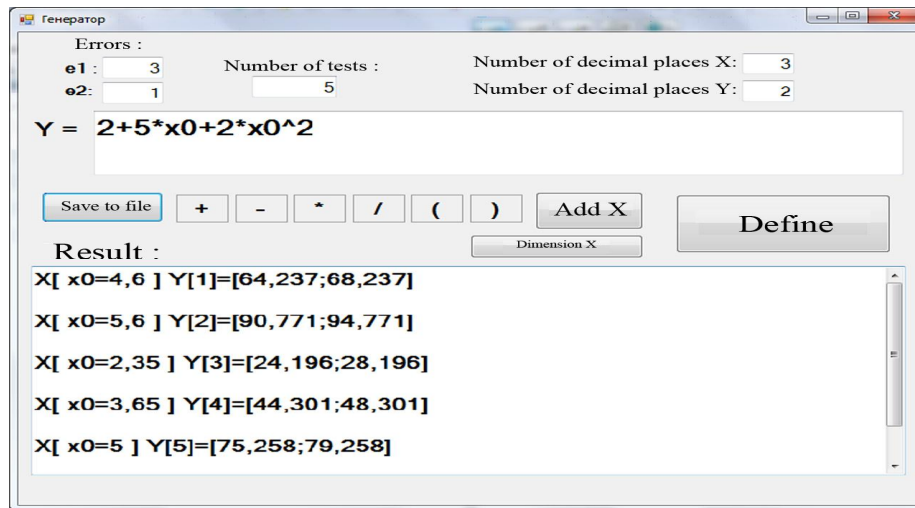 Генератор
Errors :
e1 : 3
Number of tests :
Number of decimal places X: 3
e2: 1
5
Number of decimal places Y: 2
Y = 2+5*x0+2*x0^2
Save to file + - * / ( ) Add X Define
Result :
Dimension X
X[ x0=4,6 ] Y[1]=[64,237;68,237]
X[ x0=5,6 ] Y[2]=[90,771;94,771]
X[ x0=2,35 ] Y[3]=[24,196;28,196]
X[ x0=3,65 ] Y[4]=[44,301;48,301]
X[ x0=5 ] Y[5]=[75,258;79,258]